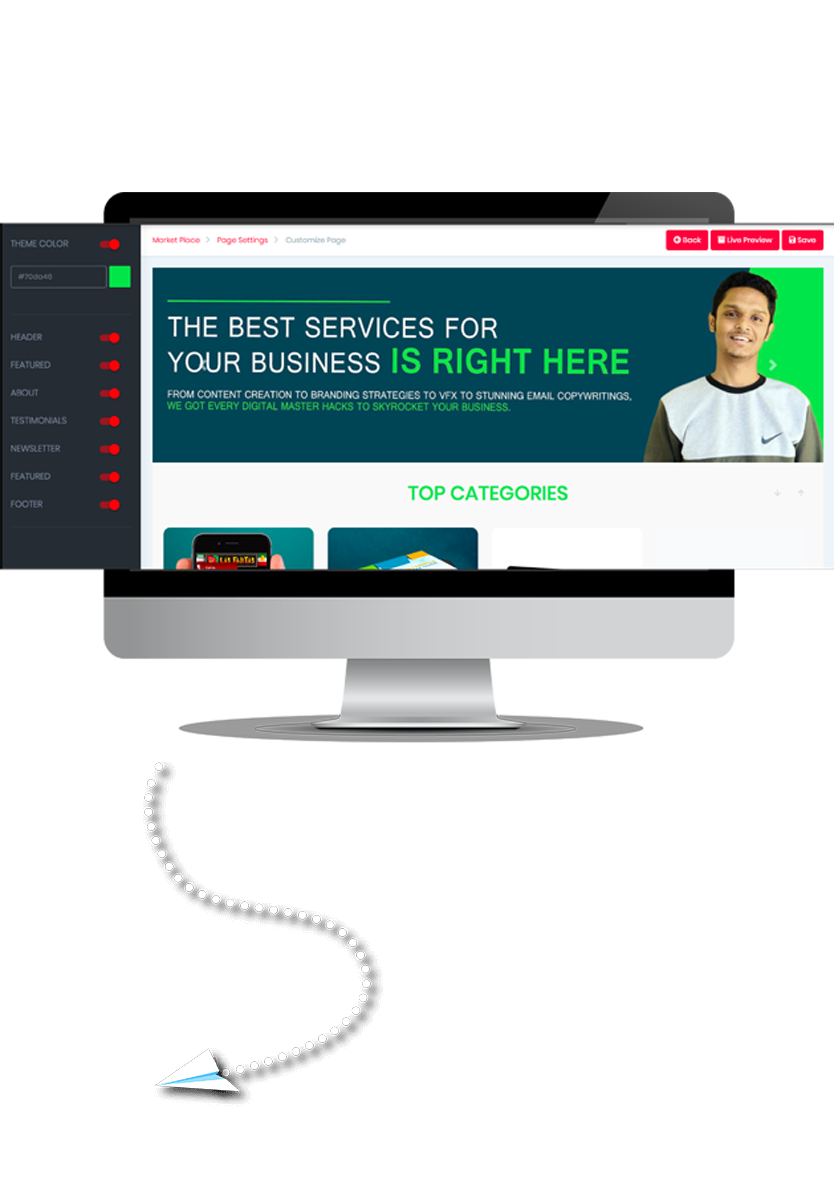 THEME COLOR
#70da46
HEADER
FEATURED
ABOUT
TESTIMONIALS
NEWSLETTER
FEATURED
FOOTER
Market Place > Page Settings > Customize Page
Back Live Preview Save
THE BEST SERVICES FOR
YOUR BUSINESS IS RIGHT HERE
FROM CONTENT CREATION TO BRANDING STRATEGIES TO VFX TO STUNNING EMAIL COPYWRITINGS,
WE GOT EVERY DIGITAL MASTER HACKS TO SKYROCKET YOUR BUSINESS.
TOP CATEGORIES